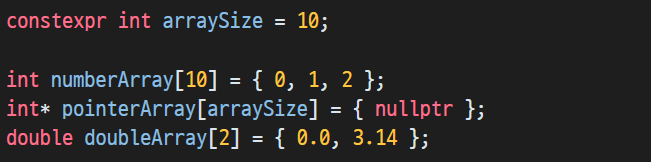 constexpr int arraySize = 10;
int numberArray[10] = { 0, 1, 2 };
int* pointerArray[arraySize] = { nullptr };
double doubleArray[2] = { 0.0, 3.14 };